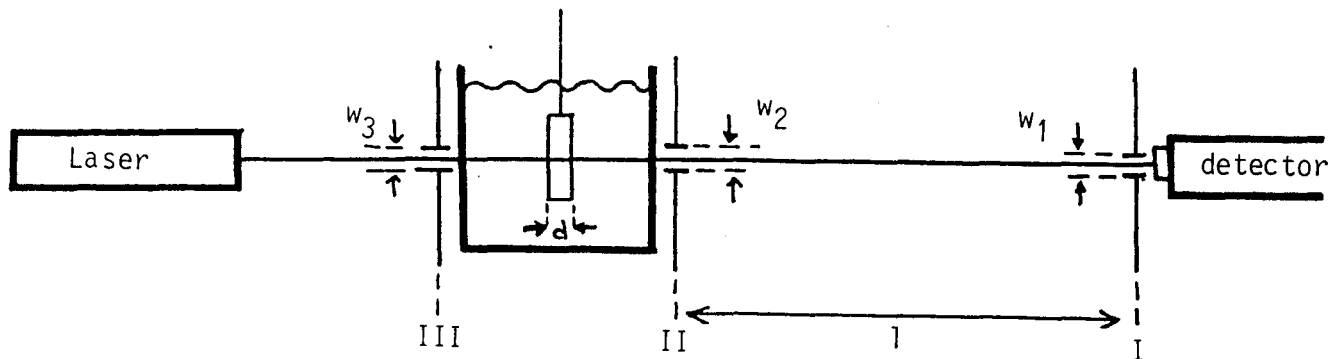 Laser
w3
d
w2
w1
detector
III
II
l
I